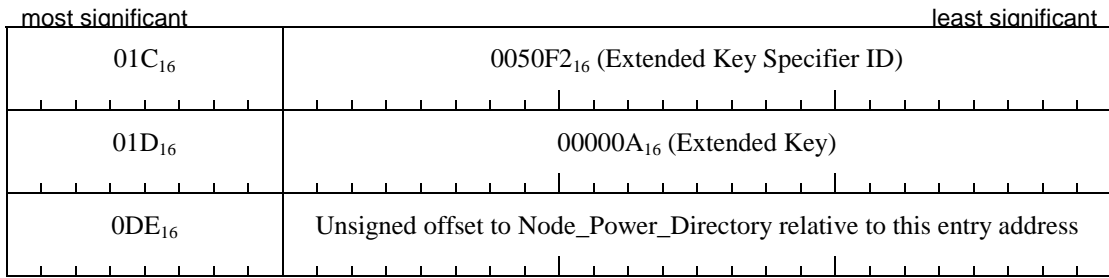 most significant least significant
01C16 0050F216 (Extended Key Specifier ID)
01D16 00000A16 (Extended Key)
0DE16 Unsigned offset to Node_Power_Directory relative to this entry address